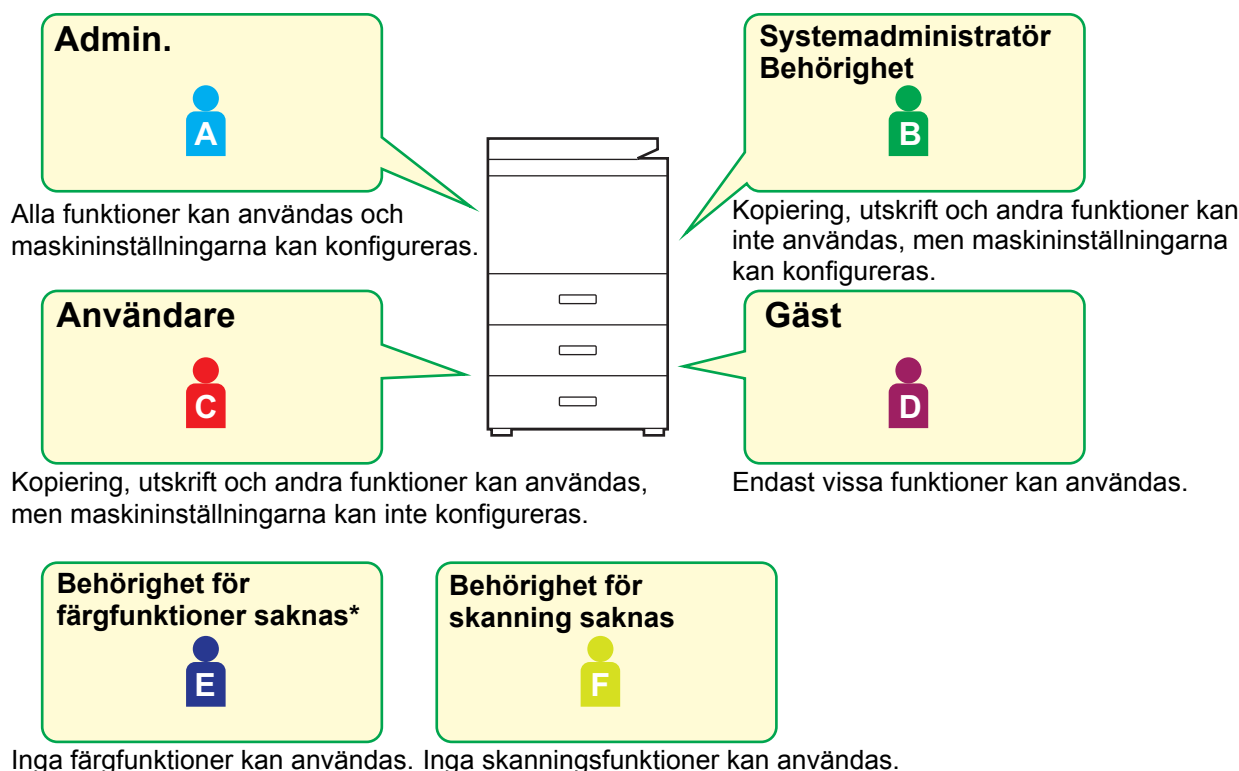 Admin.
A
Alla funktioner kan användas och
maskininställningarna kan konfigureras.
Systemadministratör
Behörighet
B
Kopiering, utskrift och andra funktioner kan
inte användas, men maskininställningarna
kan konfigureras.
Användare
C
Kopiering, utskrift och andra funktioner kan användas,
men maskininställningarna kan inte konfigureras.
Gäst
D
Endast vissa funktioner kan användas.
Behörighet för
färgfunktioner saknas*
E
Inga färgfunktioner kan användas.
Behörighet för
skanning saknas
F
Inga skanningsfunktioner kan användas.